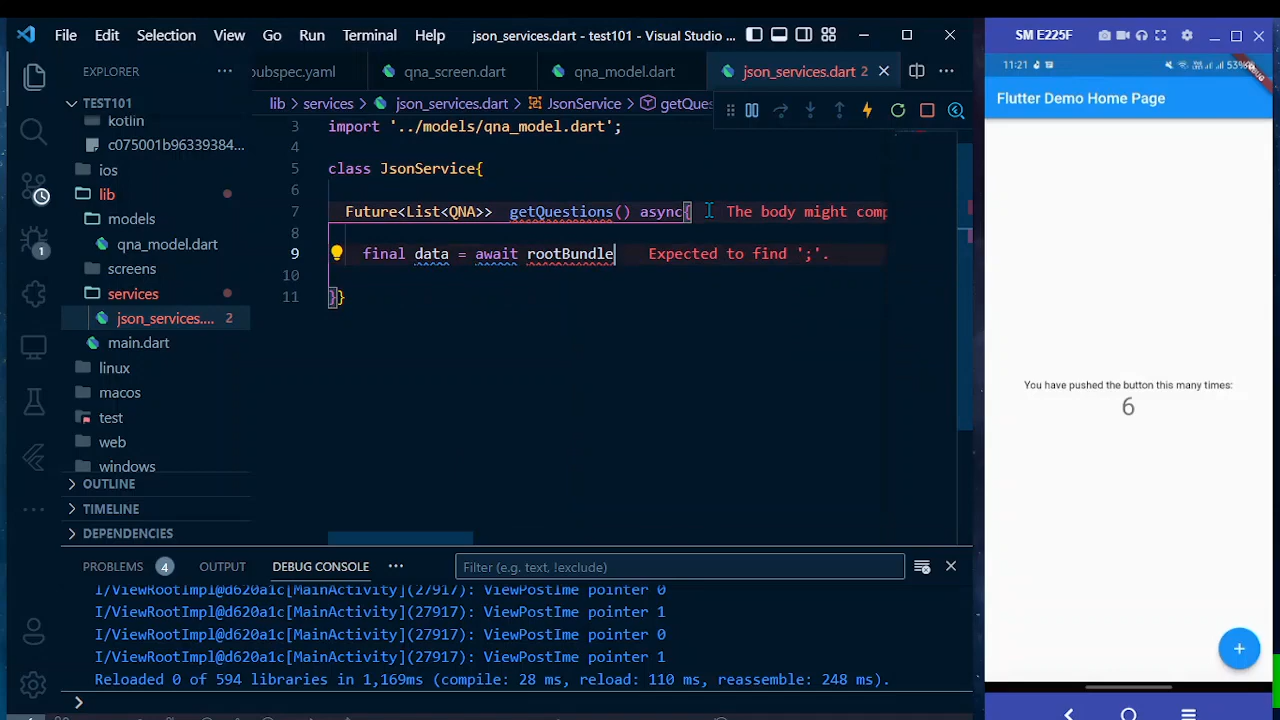 File Edit Selection View Go Run Terminal Help json_services.dart - test101 - Visual Studio ...
EXPLORER
TEST101
kotlin
c075001b96339384...
ios
lib
models
qna_model.dart
screens
services
json_services.... 2
main.dart
linux
macos
test
web
windows
OUTLINE
TIMELINE
DEPENDENCIES
1
oubspec.yaml qna_screen.dart qna_model.dart json_services.dart 2
lib > services > json_services.dart > JsonService > getQues
3 import '../models/qna_model.dart';
4
5 class JsonService{
6
7 Future<List<QNA>> getQuestions() async{ The body might comp
8
9 final data = await rootBundle Expected to find ';'.
10
11 }}
PROBLEMS 4 OUTPUT DEBUG CONSOLE ... Filter (e.g. text, !exclude)
I/ViewRootImpl@d620a1c[MainActivity](27917): ViewPostIme pointer 0
I/ViewRootImpl@d620a1c[MainActivity](27917): ViewPostIme pointer 1
I/ViewRootImpl@d620a1c[MainActivity](27917): ViewPostIme pointer 0
I/ViewRootImpl@d620a1c[MainActivity](27917): ViewPostIme pointer 1
Reloaded 0 of 594 libraries in 1,169ms (compile: 28 ms, reload: 110 ms, reassemble: 248 ms).
SM E225F
11:21 53%
DEBUG
Flutter Demo Home Page
You have pushed the button this many times:
6
+